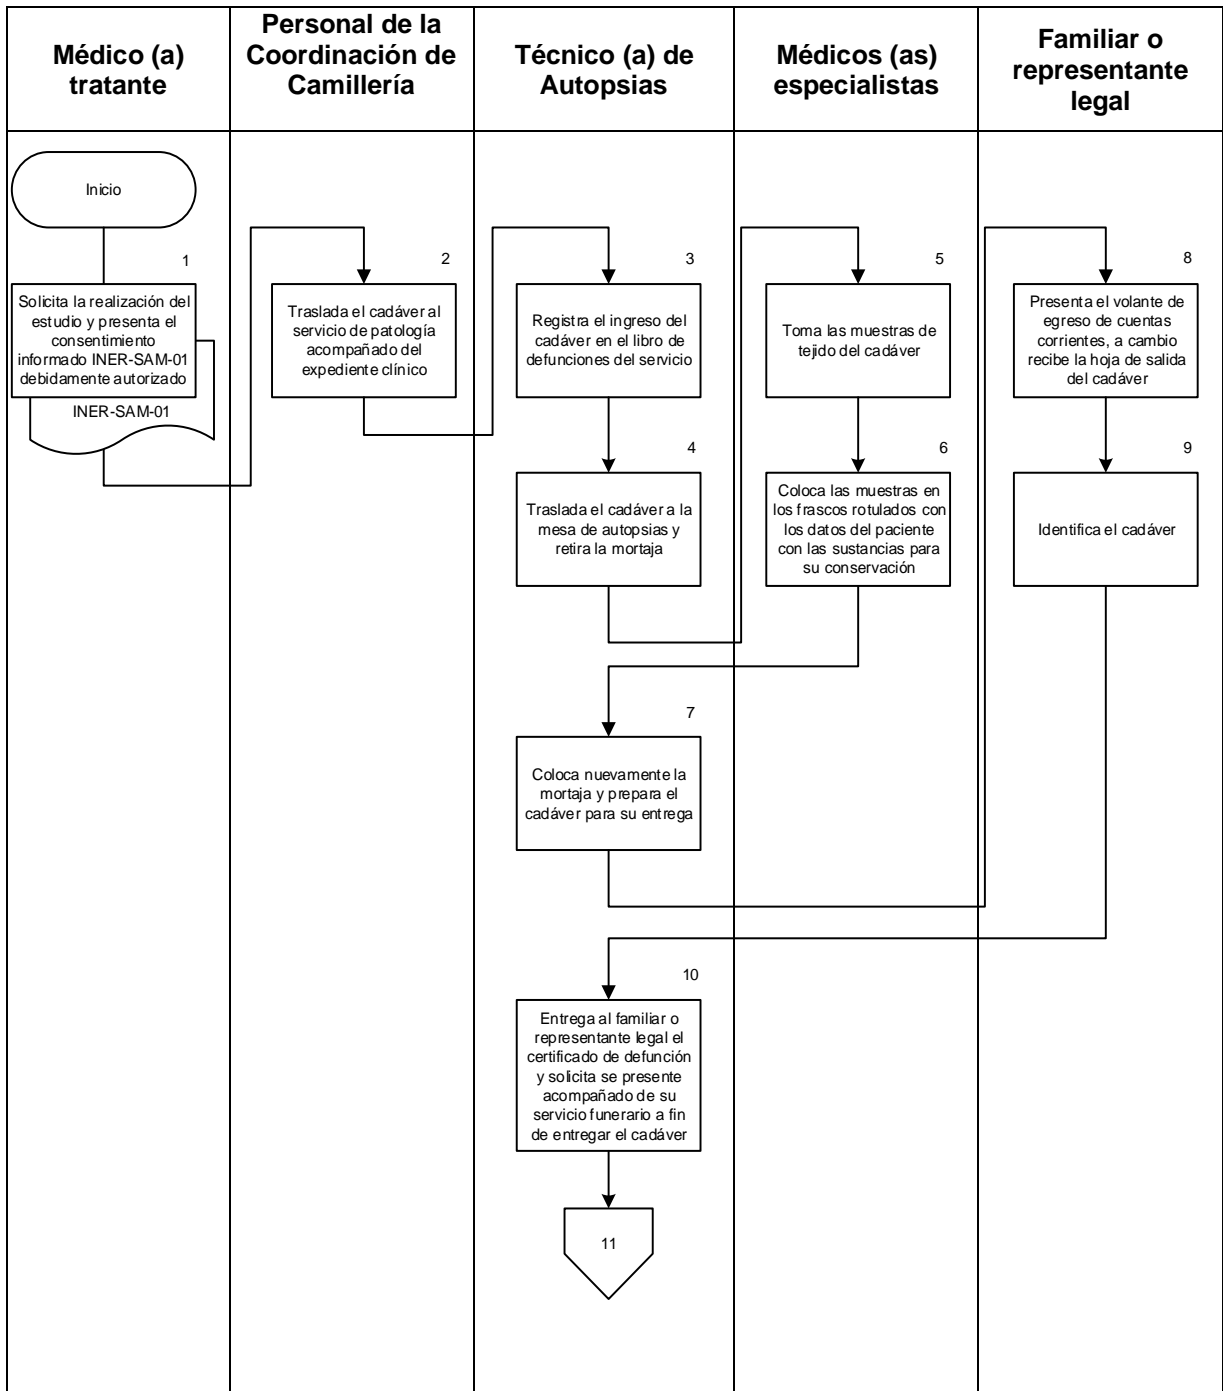 Médico (a)
tratante
Personal de la
Coordinación de
Camillería
Técnico (a) de
Autopsias
Médicos (as)
especialistas
Familiar o
representante
legal
Inicio
1
Solicita la realización del
estudio y presenta el
consentimiento
informado INER-SAM-01
debidamente autorizado
INER-SAM-01
2
Traslada el cadáver al
servicio de patología
acompañado del
expediente clínico
3
Registra el ingreso del
cadáver en el libro de
defunciones del servicio
4
Traslada el cadáver a la
mesa de autopsias y
retira la mortaja
5
Toma las muestras de
tejido del cadáver
6
Coloca las muestras en
los frascos rotulados con
los datos del paciente
con las sustancias para
su conservación
7
Coloca nuevamente la
mortaja y prepara el
cadáver para su entrega
8
Presenta el volante de
egreso de cuentas
corrientes, a cambio
recibe la hoja de salida
del cadáver
9
Identifica el cadáver
10
Entrega al familiar o
representante legal el
certificado de defunción
y solicita se presente
acompañado de su
servicio funerario a fin
de entregar el cadáver
11